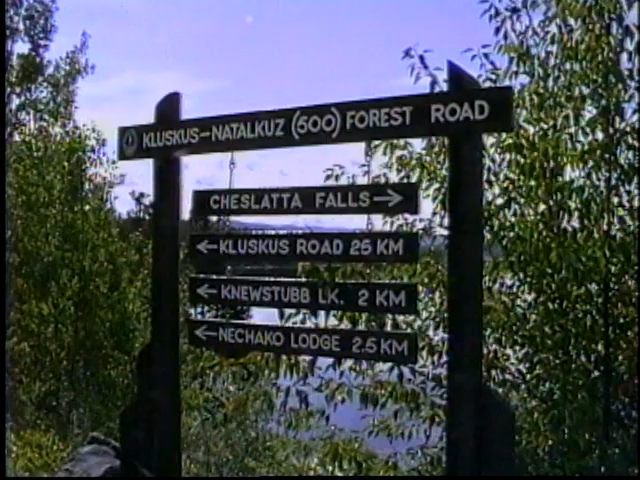 KLUSKUS-NATALKUZ (500) FOREST ROAD
CHESLATTA FALLS→
←KLUSKUS ROAD 25 KM
←KNEWSTUBB LK. 2 KM
←NECHAKO LODGE 2.5 KM